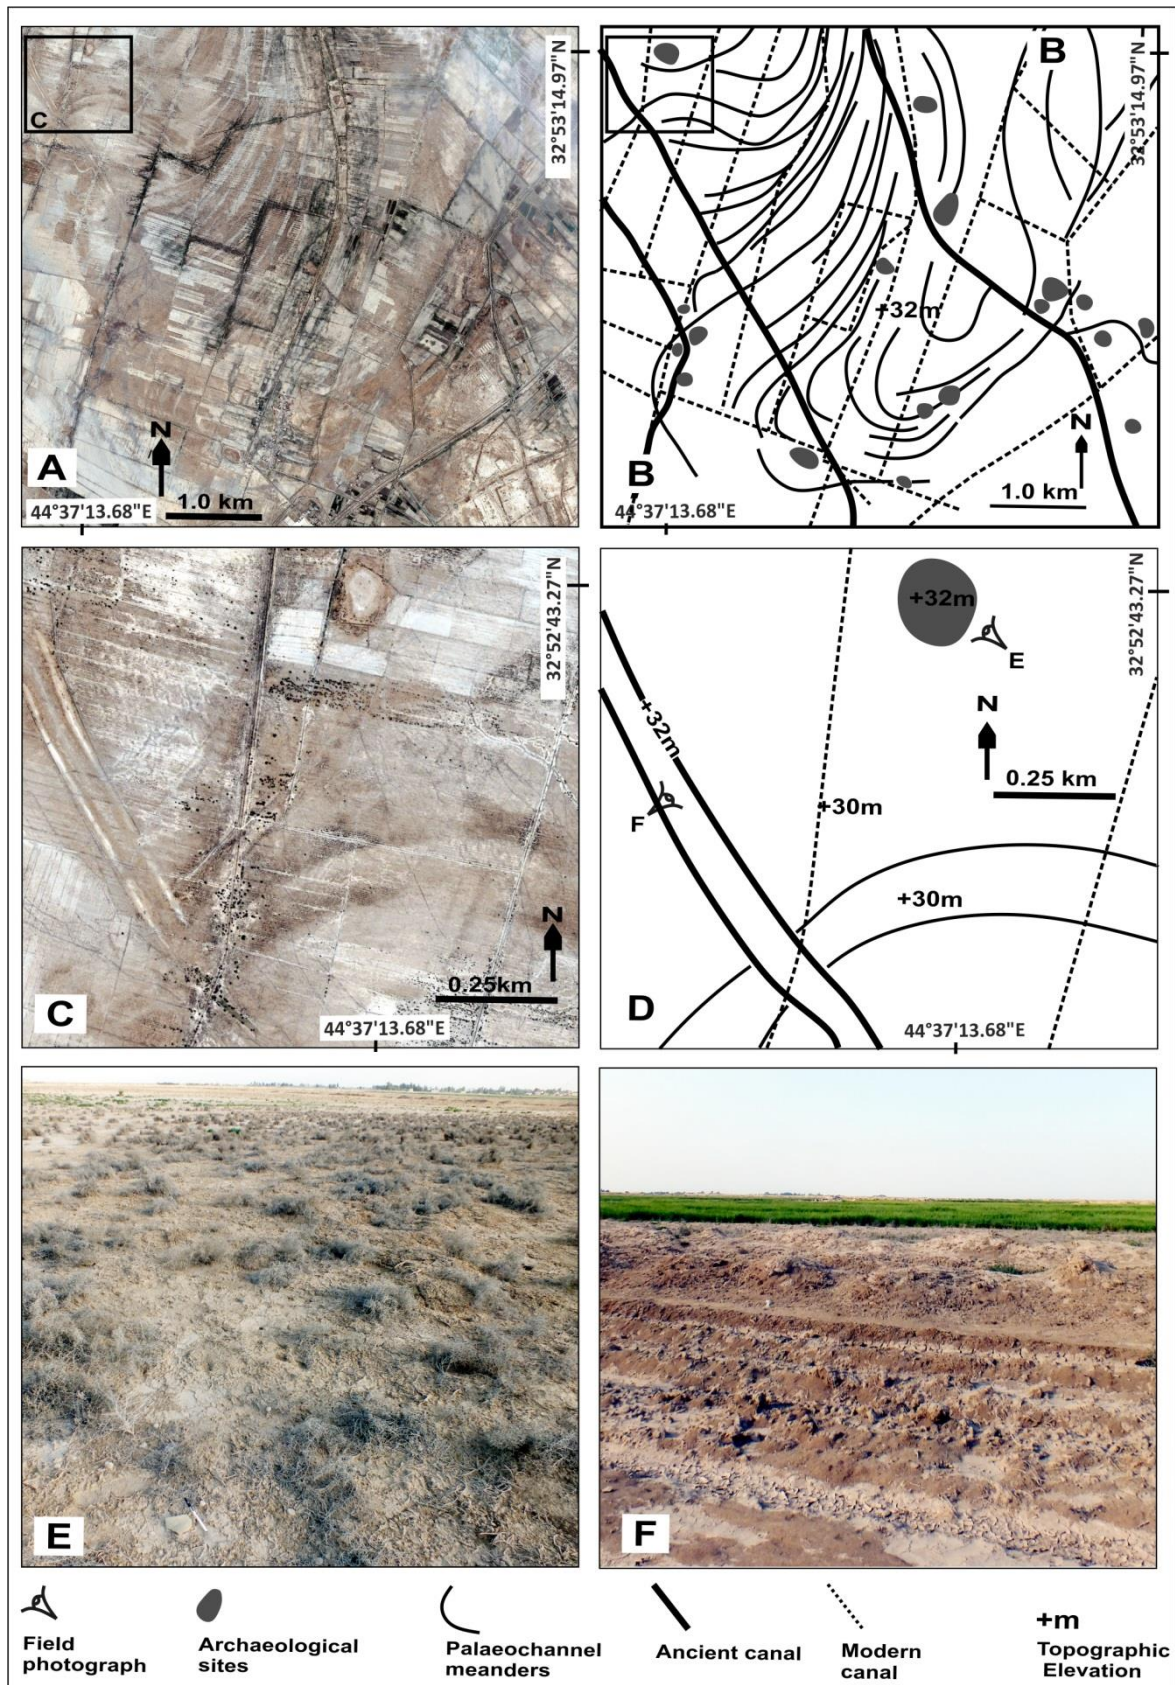 C
32°53'14.97"N
N
A
1.0 km
44°37'13.68"E
B
32°53'14.97"N
+32m
N
B
1.0 km
44°37'13.68"E
32°52'43.27"N
N
C
0.25km
44°37'13.68"E
+32m
E
32°52'43.27"N
N
+32m
0.25 km
F
+30m
+30m
D
44°37'13.68"E
E
F
Field
photograph
Archaeological
sites
Palaeochannel
meanders
Ancient canal
Modern
canal
+m
Topographic
Elevation